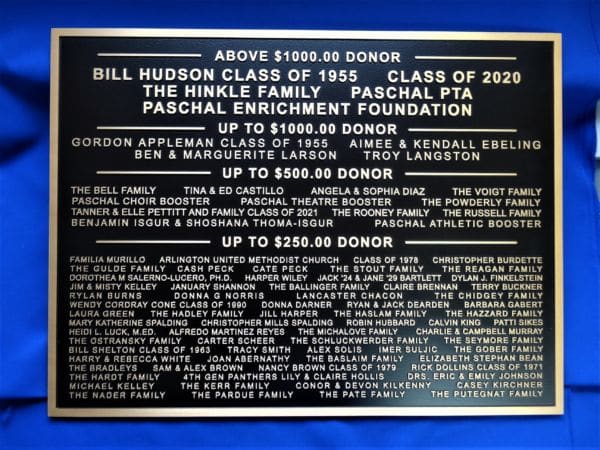 ABOVE $1000.00 DONOR
BILL HUDSON CLASS OF 1955 CLASS OF 2020
THE HINKLE FAMILY PASCHAL PTA
PASCHAL ENRICHMENT FOUNDATION
UP TO $1000.00 DONOR
GORDON APPLEMAN CLASS OF 1955 AIMEE & KENDALL EBELING
BEN & MARGUERITE LARSON TROY LANGSTON
UP TO $500.00 DONOR
THE BELL FAMILY TINA & ED CASTILLO ANGELA & SOPHIA DIAZ THE VOIGT FAMILY
PASCHAL CHOIR BOOSTER PASCHAL THEATRE BOOSTER THE POWDERLY FAMILY
TANNER & ELLE PETTITT AND FAMILY CLASS OF 2021 THE ROONEY FAMILY THE RUSSELL FAMILY
BENJAMIN ISGUR & SHOSHANA THOMA-ISGUR PASCHAL ATHLETIC BOOSTER
UP TO $250.00 DONOR
FAMILIA MURILLO ARLINGTON UNITED METHODIST CHURCH CLASS OF 1978 CHRISTOPHER BURDETTE
THE GULDE FAMILY CASH PECK CATE PECK THE STOUT FAMILY THE REAGAN FAMILY
DOROTHEA M SALERNO-LUCERO, PH.D. HARPER WILEY JACK '24 & JANE '29 BARTLETT DYLAN J. FINKELSTEIN
JIM & MISTY KELLEY JANUARY SHANNON THE BALLINGER FAMILY CLAIRE BRENNAN TERRY BUCKNER
RYLAN BURNS DONNA G NORRIS LANCASTER CHACON THE CHIDGEY FAMILY
WENDY CORDRAY CONE CLASS OF 1990 DONNA DARNER RYAN & JACK DEARDEN BARBARA GABERT
LAURA GREEN THE HADLEY FAMILY JILL HARPER THE HASLAM FAMILY THE HAZZARD FAMILY
MARY KATHERINE SPALDING CHRISTOPHER MILLS SPALDING ROBIN HUBBARD CALVIN KING PATTI SIKES
HEIDI L. LUCK, M.ED. ALFREDO MARTINEZ REYES THE MICHALOVE FAMILY CHARLIE & CAMPBELL MURRAY
THE OSTRANSKY FAMILY CARTER SCHEER THE SCHLUCKWERDER FAMILY THE SEYMORE FAMILY
BILL SHELTON CLASS OF 1963 TRACY SMITH ALEX SOLIS IMER SULJIC THE GOBER FAMILY
HARRY & REBECCA WHITE JOAN ABERNATHY THE BASLAIM FAMILY ELIZABETH STEPHAN BEAN
THE BRADLEYS SAM & ALEX BROWN NANCY BROWN CLASS OF 1979 RICK DOLLINS CLASS OF 1971
THE HARDT FAMILY 4TH GEN PANTHERS LILY & CLAIRE HOLLIS DRS. ERIC & EMILY JOHNSON
MICHAEL KELLEY THE KERR FAMILY CONOR & DEVON KILKENNY CASEY KIRCHNER
THE NADER FAMILY THE PARDUE FAMILY THE PATE FAMILY THE PUTEGNAT FAMILY